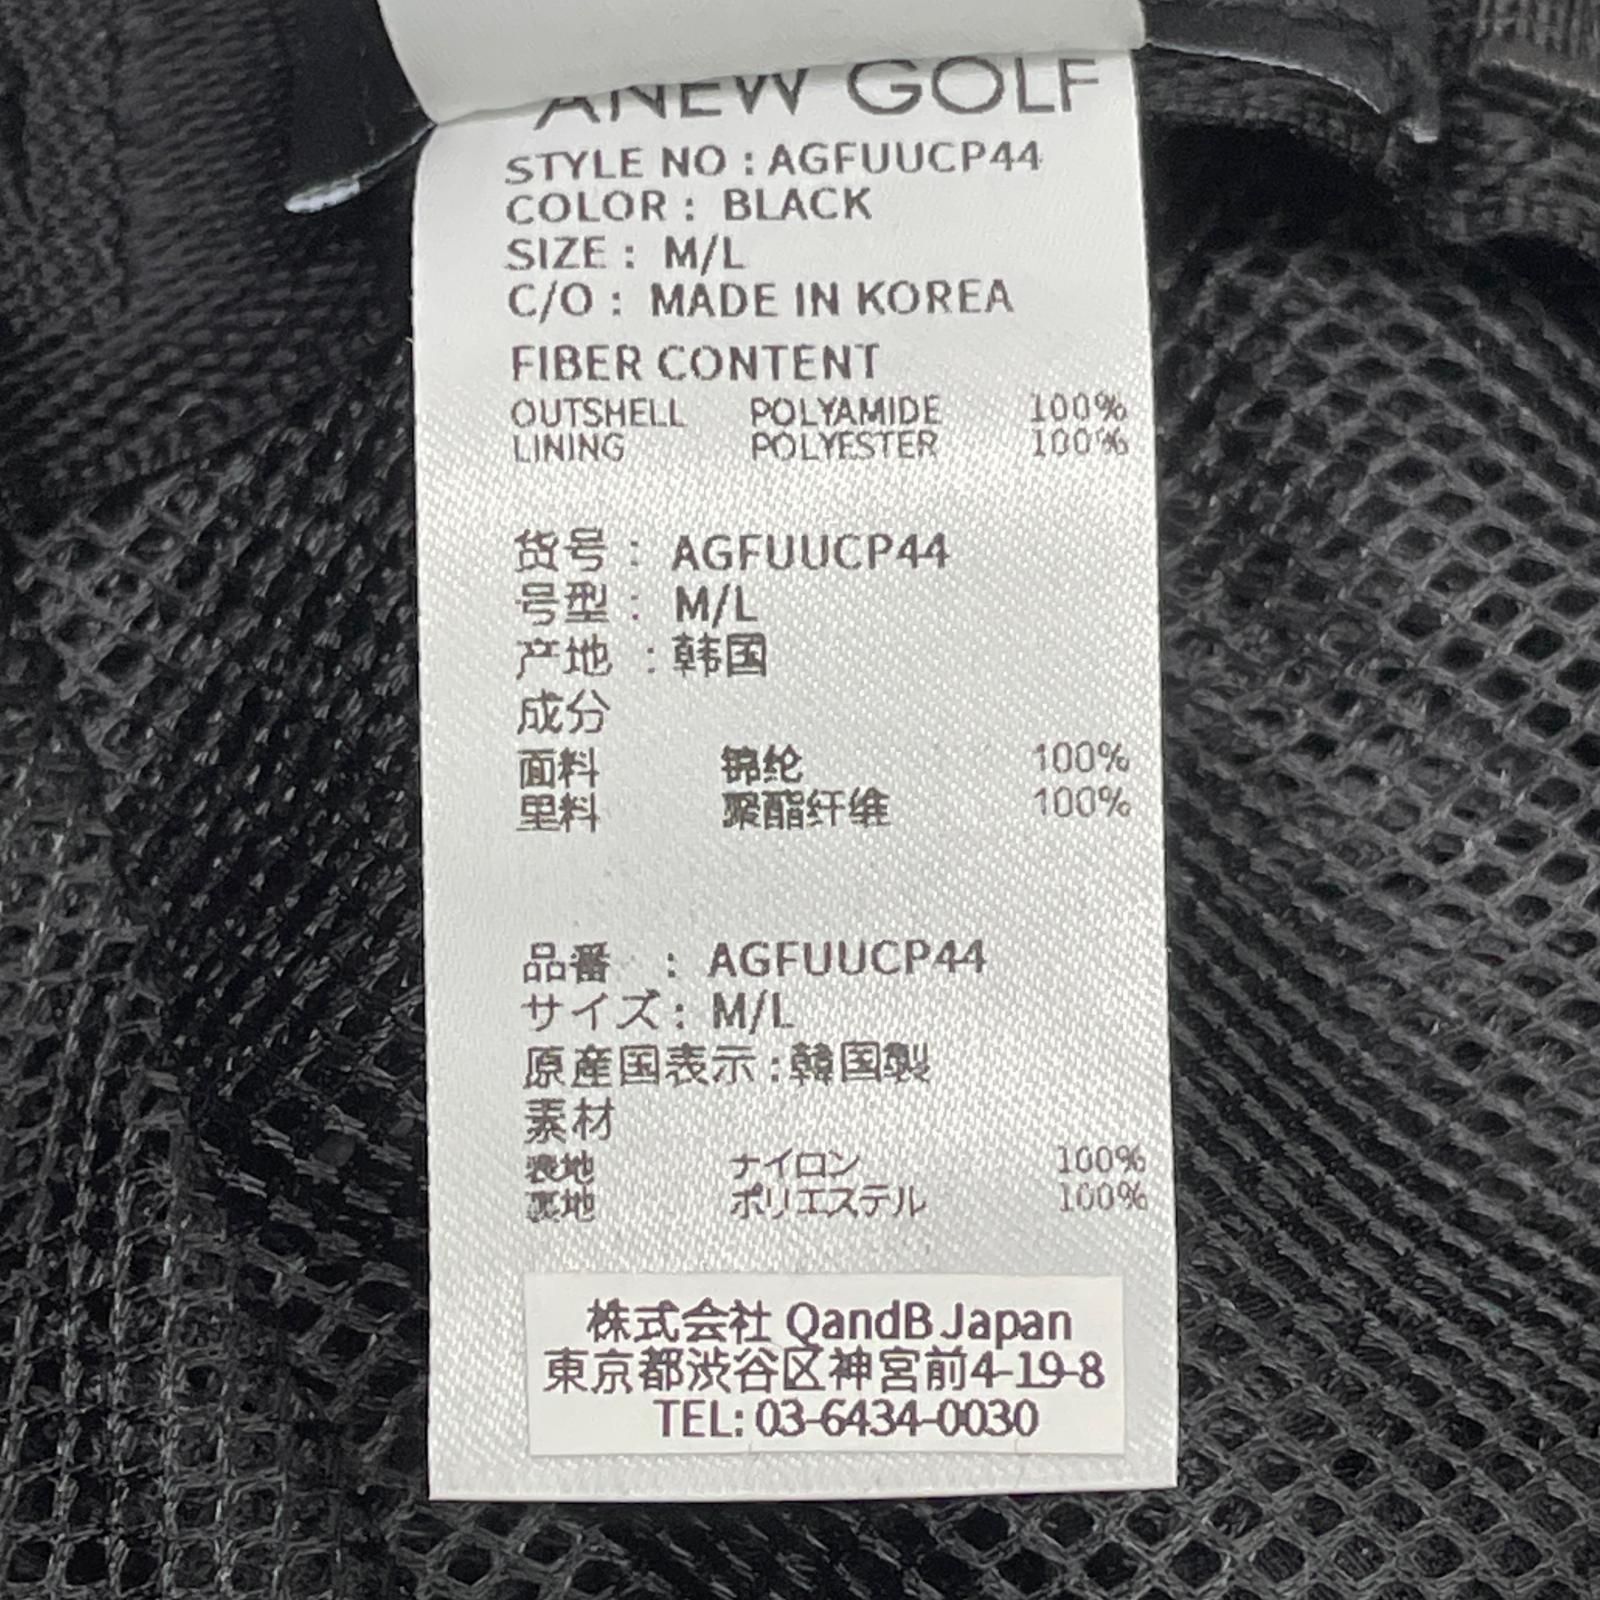 ANEW GOLF
STYLE NO : AGFUUCP44
COLOR : BLACK
SIZE : M/L
C/O : MADE IN KOREA
FIBER CONTENT
OUTSHELL POLYAMIDE 100%
LINING POLYESTER 100%
货号 : AGFUUCP44
号型 : M/L
产地 : 韩国
成分
面料 锦纶 100%
里料 聚酯纤维 100%
品番 : AGFUUCP44
サイズ : M/L
原産国表示 : 韓国製
素材
表地 ナイロン 100%
裏地 ポリエステル 100%
株式会社 QandB Japan
東京都渋谷区神宮前4-19-8
TEL: 03-6434-0030